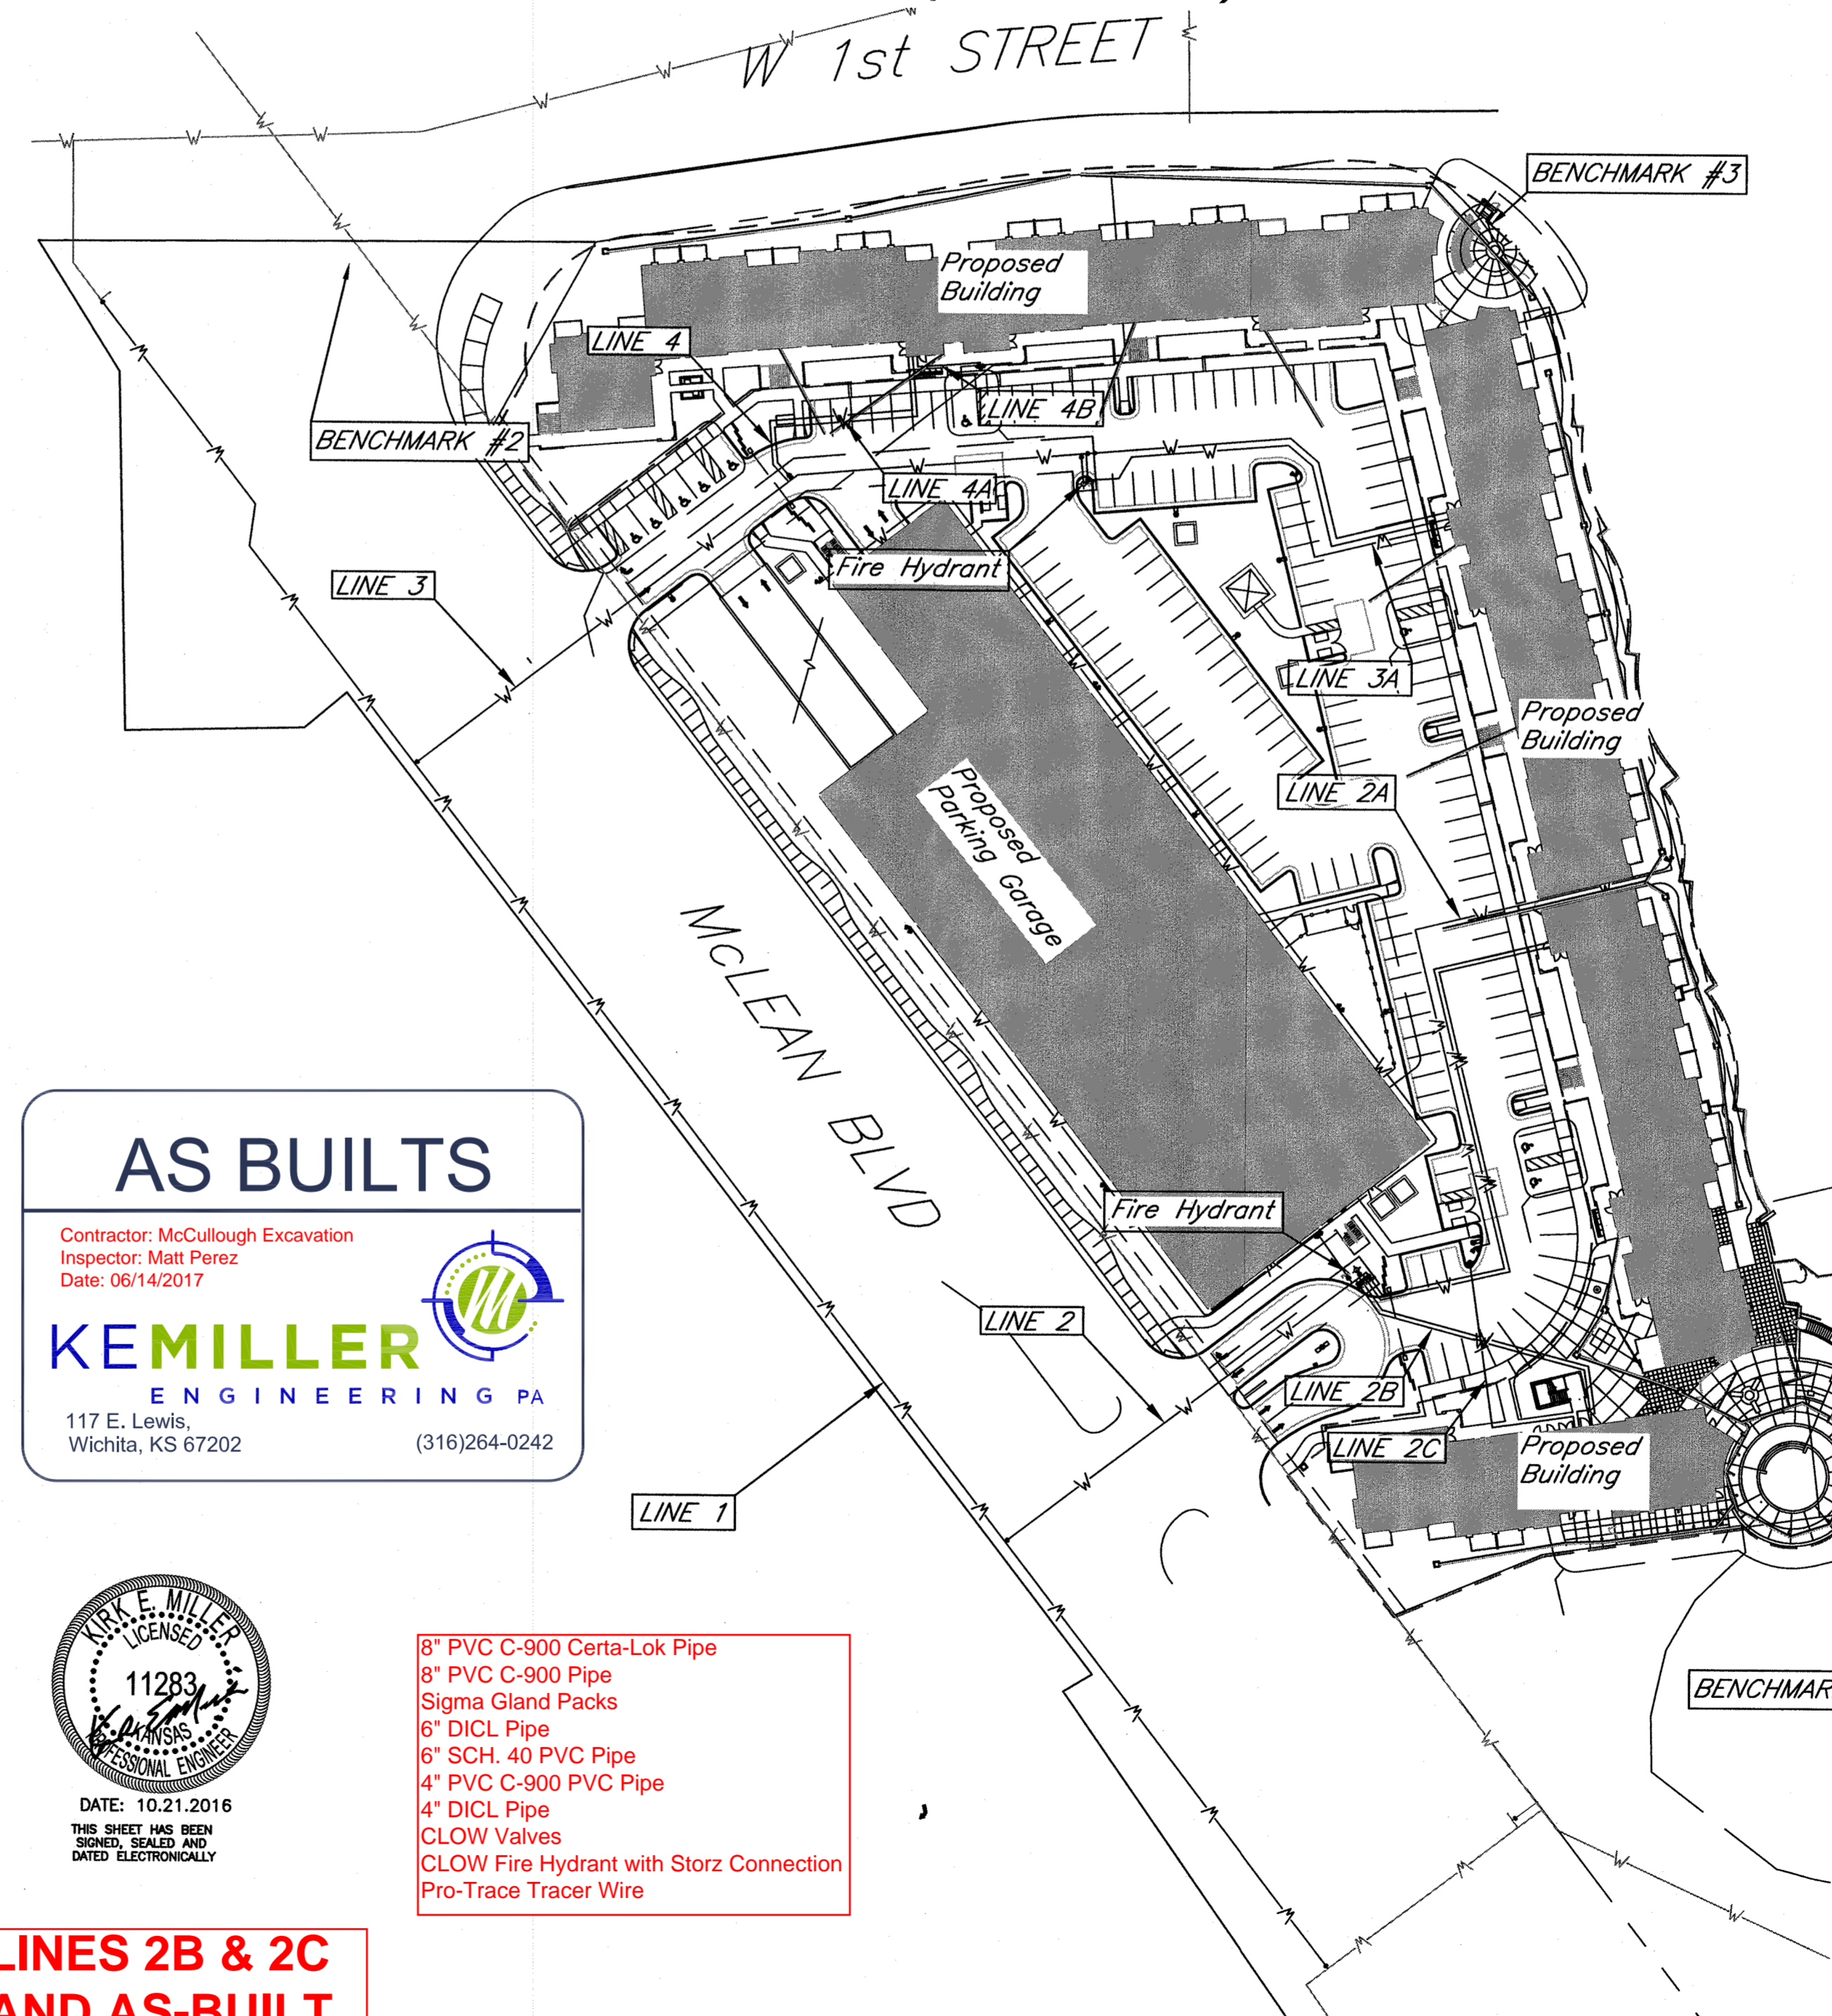 W 1st STREET
BENCHMARK #3
Proposed
Building
LINE 4
LINE 4B
BENCHMARK #2
LINE 4A
Fire Hydrant
LINE 3
LINE 3A
Proposed
Building
LINE 2A
Proposed
Parking Garage
McLEAN BLVD
AS BUILTS
Contractor: McCullough Excavation
Inspector: Matt Perez
Date: 06/14/2017
KEMILLER
ENGINEERING PA
117 E. Lewis,
Wichita, KS 67202
(316)264-0242
Fire Hydrant
LINE 2
LINE 2B
LINE 2C
Proposed
Building
LINE 1
KIRK E. MILLER
LICENSED
11283
KANSAS
PROFESSIONAL ENGINEER
DATE: 10.21.2016
THIS SHEET HAS BEEN
SIGNED, SEALED AND
DATED ELECTRONICALLY
8" PVC C-900 Certa-Lok Pipe
8" PVC C-900 Pipe
Sigma Gland Packs
6" DICL Pipe
6" SCH. 40 PVC Pipe
4" PVC C-900 PVC Pipe
4" DICL Pipe
CLOW Valves
CLOW Fire Hydrant with Storz Connection
Pro-Trace Tracer Wire
BENCHMAR
LINES 2B & 2C
AND AS-BUILT